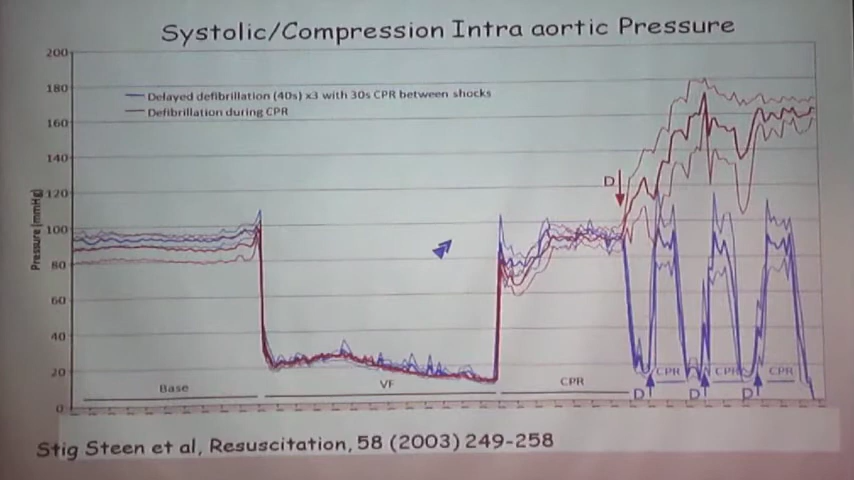 Systolic/Compression Intra aortic Pressure
200
180
160
140
120
100
80
60
40
20
0
Pressure (mmHg)
Delayed defibrillation (40s) x3 with 30s CPR between shocks
Defibrillation during CPR
D
Base
VF
CPR
CPR
CPR
CPR
D
D
D
Stig Steen et al, Resuscitation, 58 (2003) 249-258